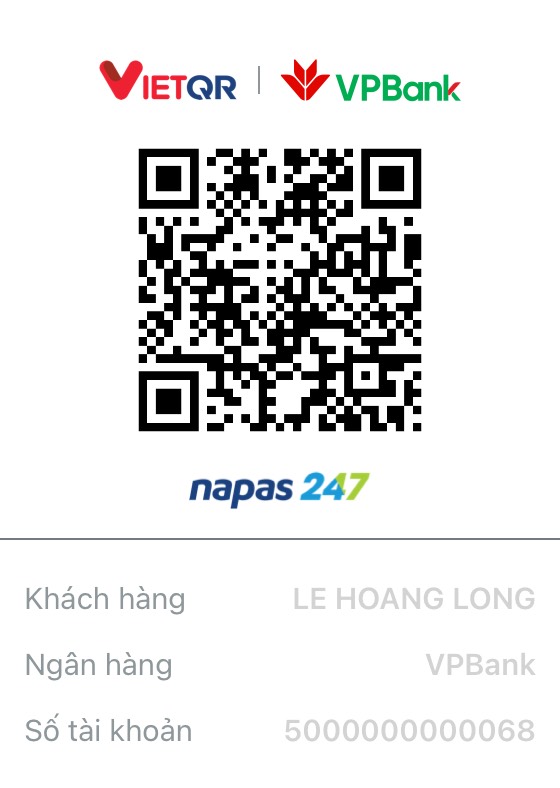 VIETQR | VPBank
napas 247
Khách hàng LE HOANG LONG
Ngân hàng VPBank
Số tài khoản 5000000000068